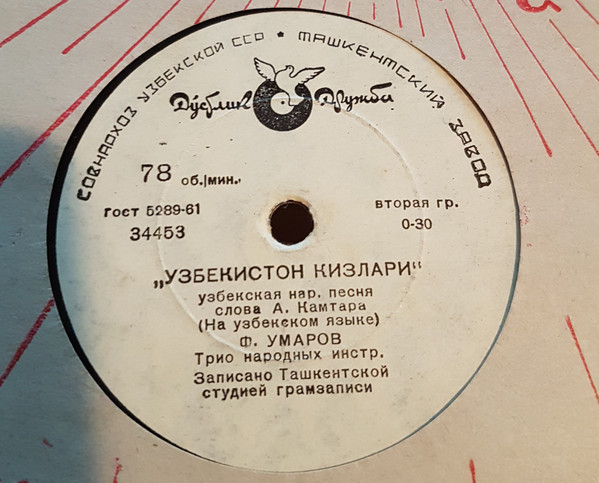 СОВНАРХОЗ УЗБЕКСКОЙ ССР * ТАШКЕНТСКИЙ ЗАВОД
Дўстлик Дружба
78 об./мин.
гост 5289-61
34453
вторая гр.
0-30
„УЗБЕКИСТОН КИЗЛАРИ“
узбекская нар. песня
слова А. Камтара
(На узбекском языке)
Ф. УМАРОВ
Трио народных инстр.
Записано Ташкентской
студией грамзаписи